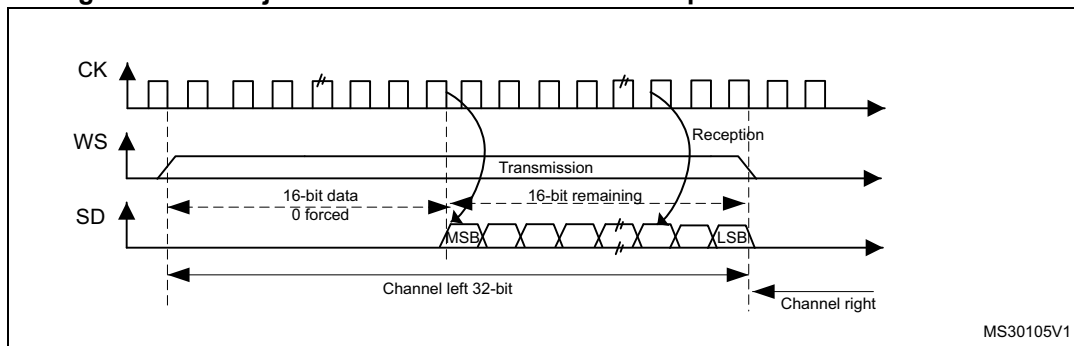 CK
Reception
WS
Transmission
16-bit data
0 forced
16-bit remaining
SD
MSB
LSB
Channel left 32-bit
Channel right
MS30105V1